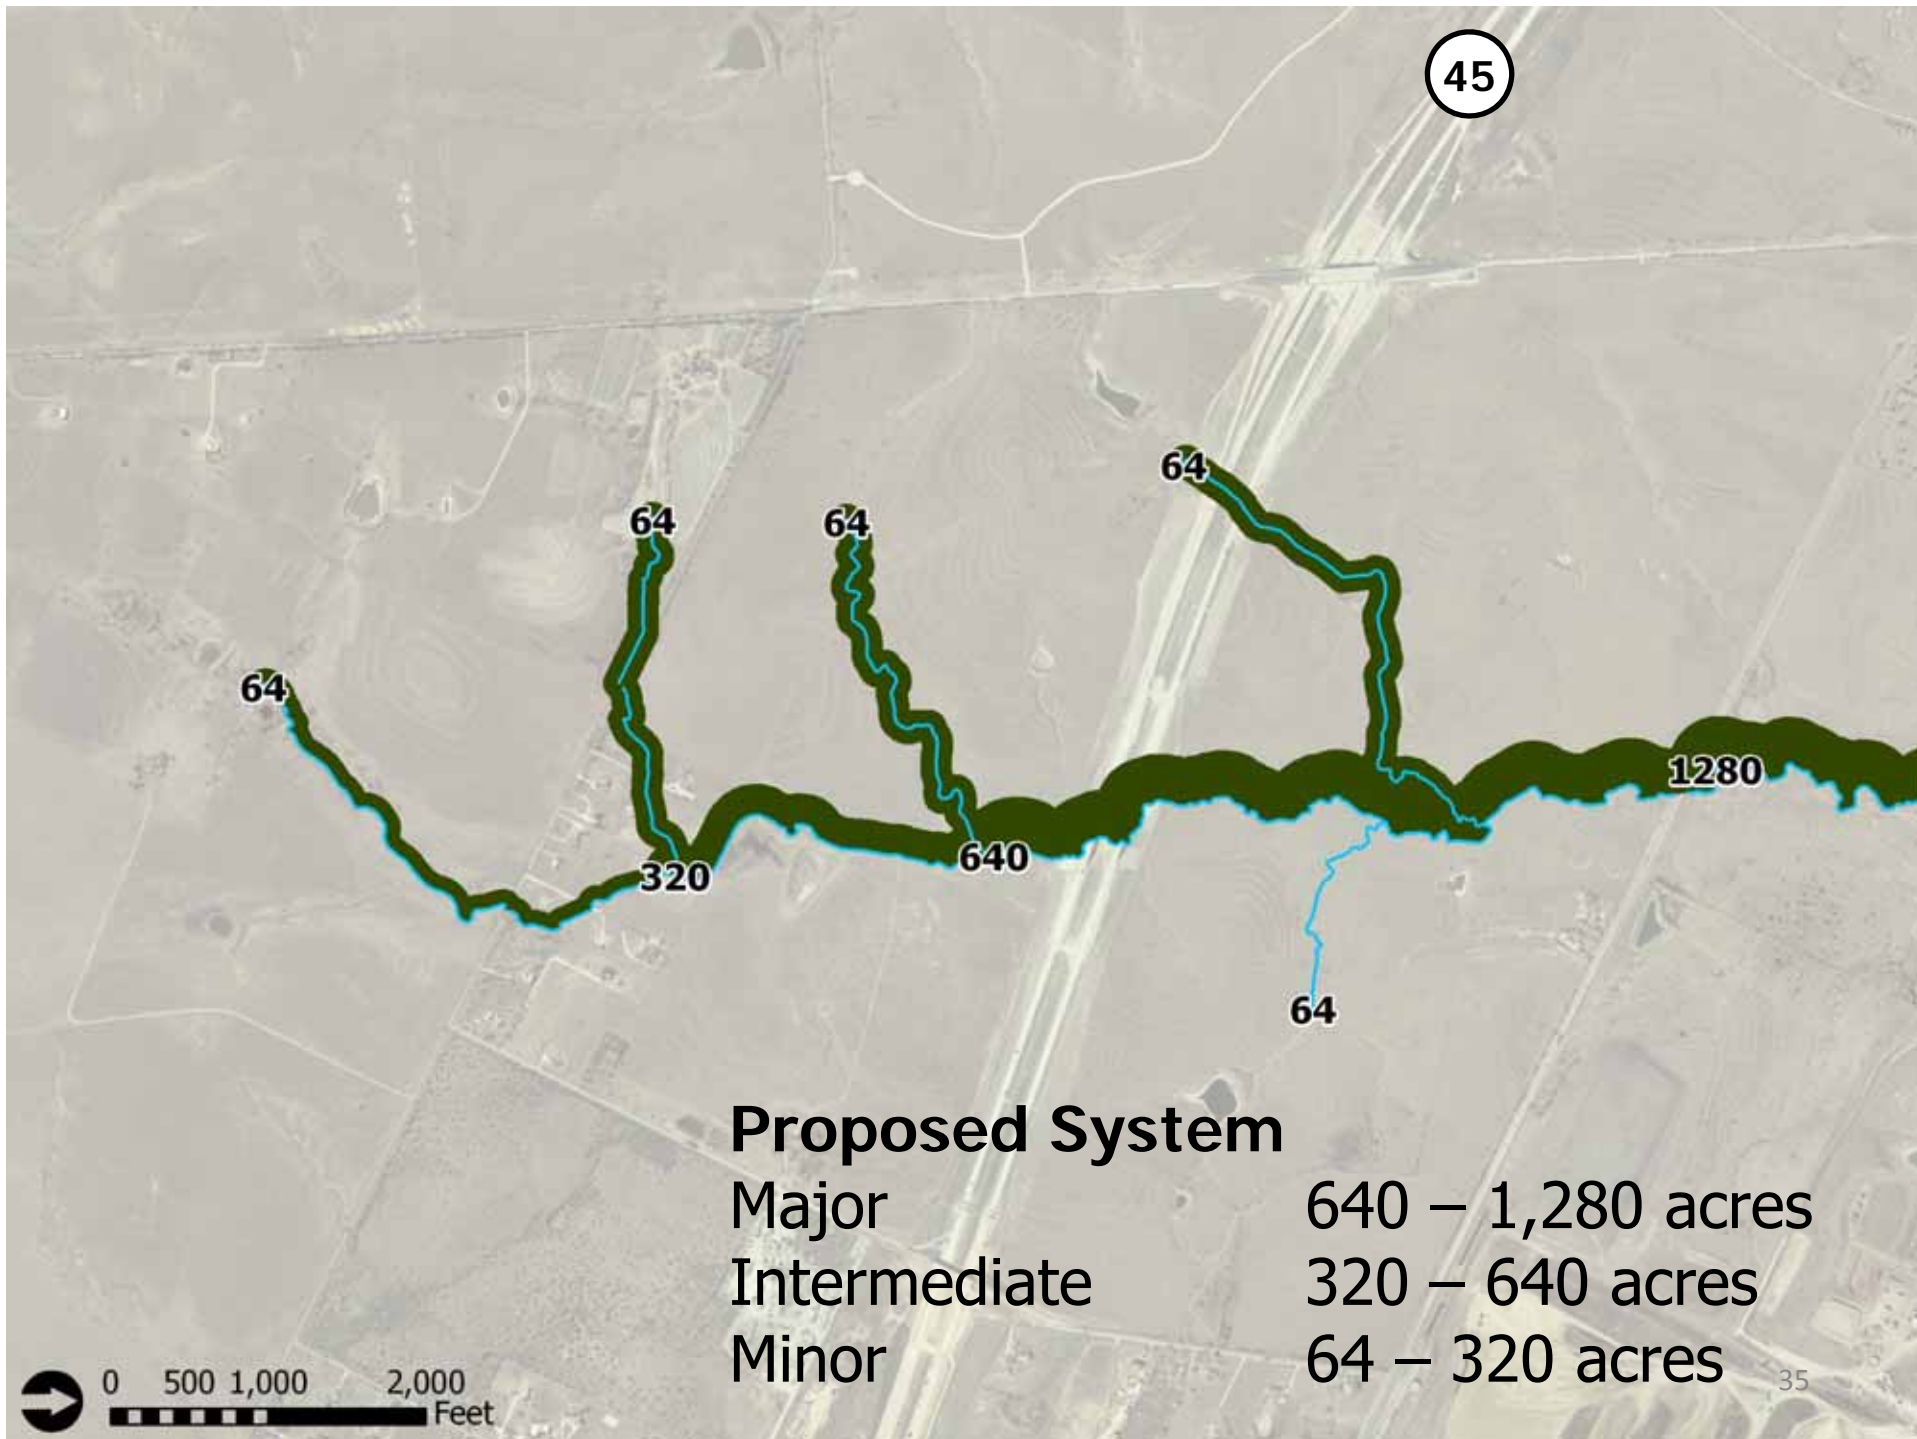 45
64
64
64
64
1280
640
320
64
Proposed System
Major 640 – 1,280 acres
Intermediate 320 – 640 acres
Minor 64 – 320 acres
0 500 1,000 2,000
Feet
35